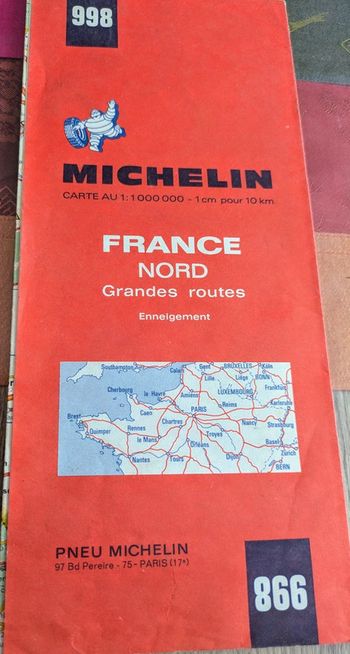 998
MICHELIN
CARTE AU 1:1 000 000 - 1 cm pour 10 km
FRANCE
NORD
Grandes routes
Enneigement
Southampton
Calais
Gent
BRUXELLES
Köln
Lille
Liège
BONN
Cherbourg
le Havre
Amiens
LUXEMBOURG
Frankfurt
Caen
PARIS
Reims
Karlsruhe
Brest
Rennes
Chartres
Nancy
Strasbourg
Quimper
le Mans
Troyes
Orléans
Basel
Nantes
Tours
Dijon
Zürich
BERN
PNEU MICHELIN
97 Bd Pereire - 75 - PARIS (17ᵉ)
866